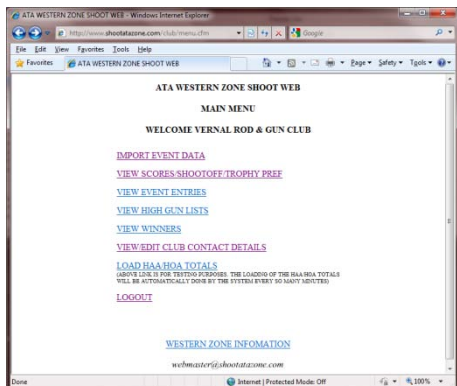 ATA WESTERN ZONE SHOOT WEB - Windows Internet Explorer
http://www.shootatazone.com/club/menu.cfm
Google
File Edit View Favorites Tools Help
Favorites ATA WESTERN ZONE SHOOT WEB Page Safety Tools
ATA WESTERN ZONE SHOOT WEB
MAIN MENU
WELCOME VERNAL ROD & GUN CLUB
IMPORT EVENT DATA
VIEW SCORES/SHOOTOFF/TROPHY PREF
VIEW EVENT ENTRIES
VIEW HIGH GUN LISTS
VIEW WINNERS
VIEW/EDIT CLUB CONTACT DETAILS
LOAD HAA/HOA TOTALS
(ABOVE LINK IS FOR TESTING PURPOSES. THE LOADING OF THE HAA/HOA TOTALS
WILL BE AUTOMATICALLY DONE BY THE SYSTEM EVERY SO MANY MINUTES)
LOGOUT
WESTERN ZONE INFOMATION
webmaster@shootatazone.com
Done Internet | Protected Mode: Off 100%